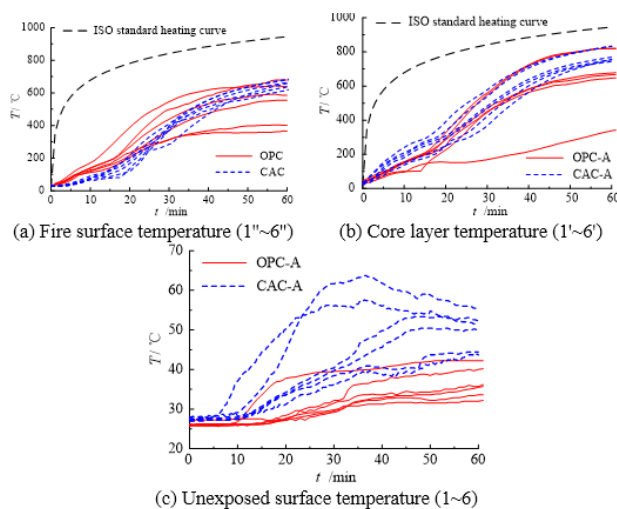 ISO standard heating curve
1000
800
600
400
200
0
T/ ℃
OPC
CAC
0 10 20 30 40 50 60
t /min
(a) Fire surface temperature (1"~6")
ISO standard heating curve
1000
800
600
400
200
0
T/ ℃
OPC-A
CAC-A
0 10 20 30 40 50 60
t /min
(b) Core layer temperature (1'~6')
70
60
50
40
30
20
T/ ℃
OPC-A
CAC-A
0 10 20 30 40 50 60
t /min
(c) Unexposed surface temperature (1~6)